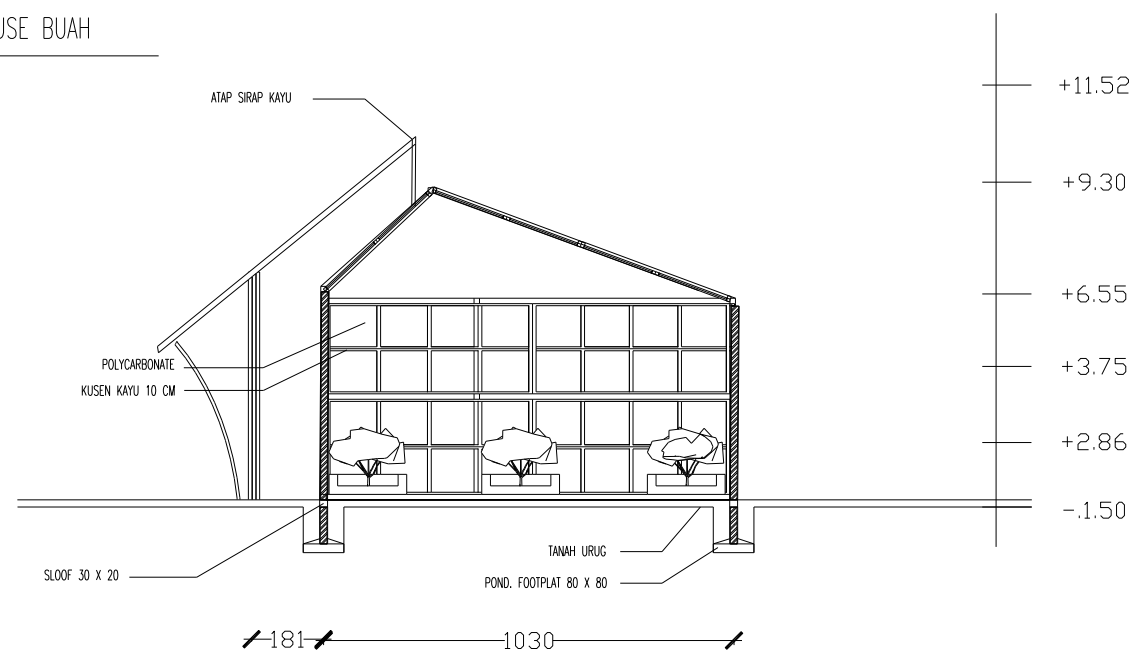 USE BUAH
ATAP SIRAP KAYU
+11.52
+9.30
+6.55
POLYCARBONATE
+3.75
KUSEN KAYU 10 CM
+2.86
-.1.50
TANAH URUG
SLOOF 30 X 20
POND. FOOTPLAT 80 X 80
181
1030